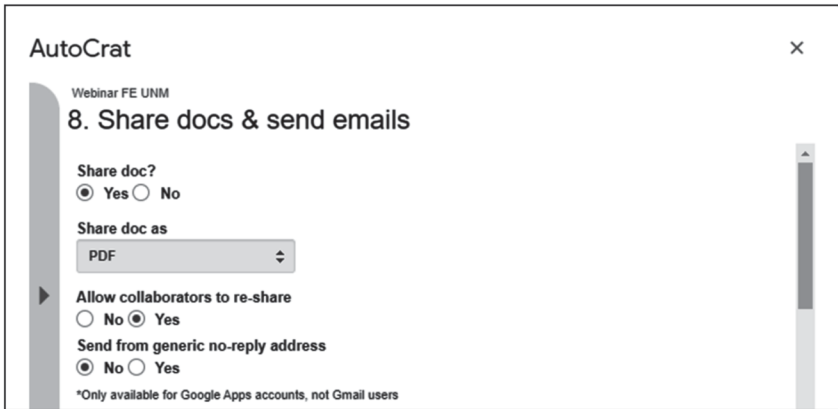 AutoCrat
Webinar FE UNM
8. Share docs & send emails
Share doc?
Yes No
Share doc as
PDF
Allow collaborators to re-share
No Yes
Send from generic no-reply address
No Yes
*Only available for Google Apps accounts, not Gmail users